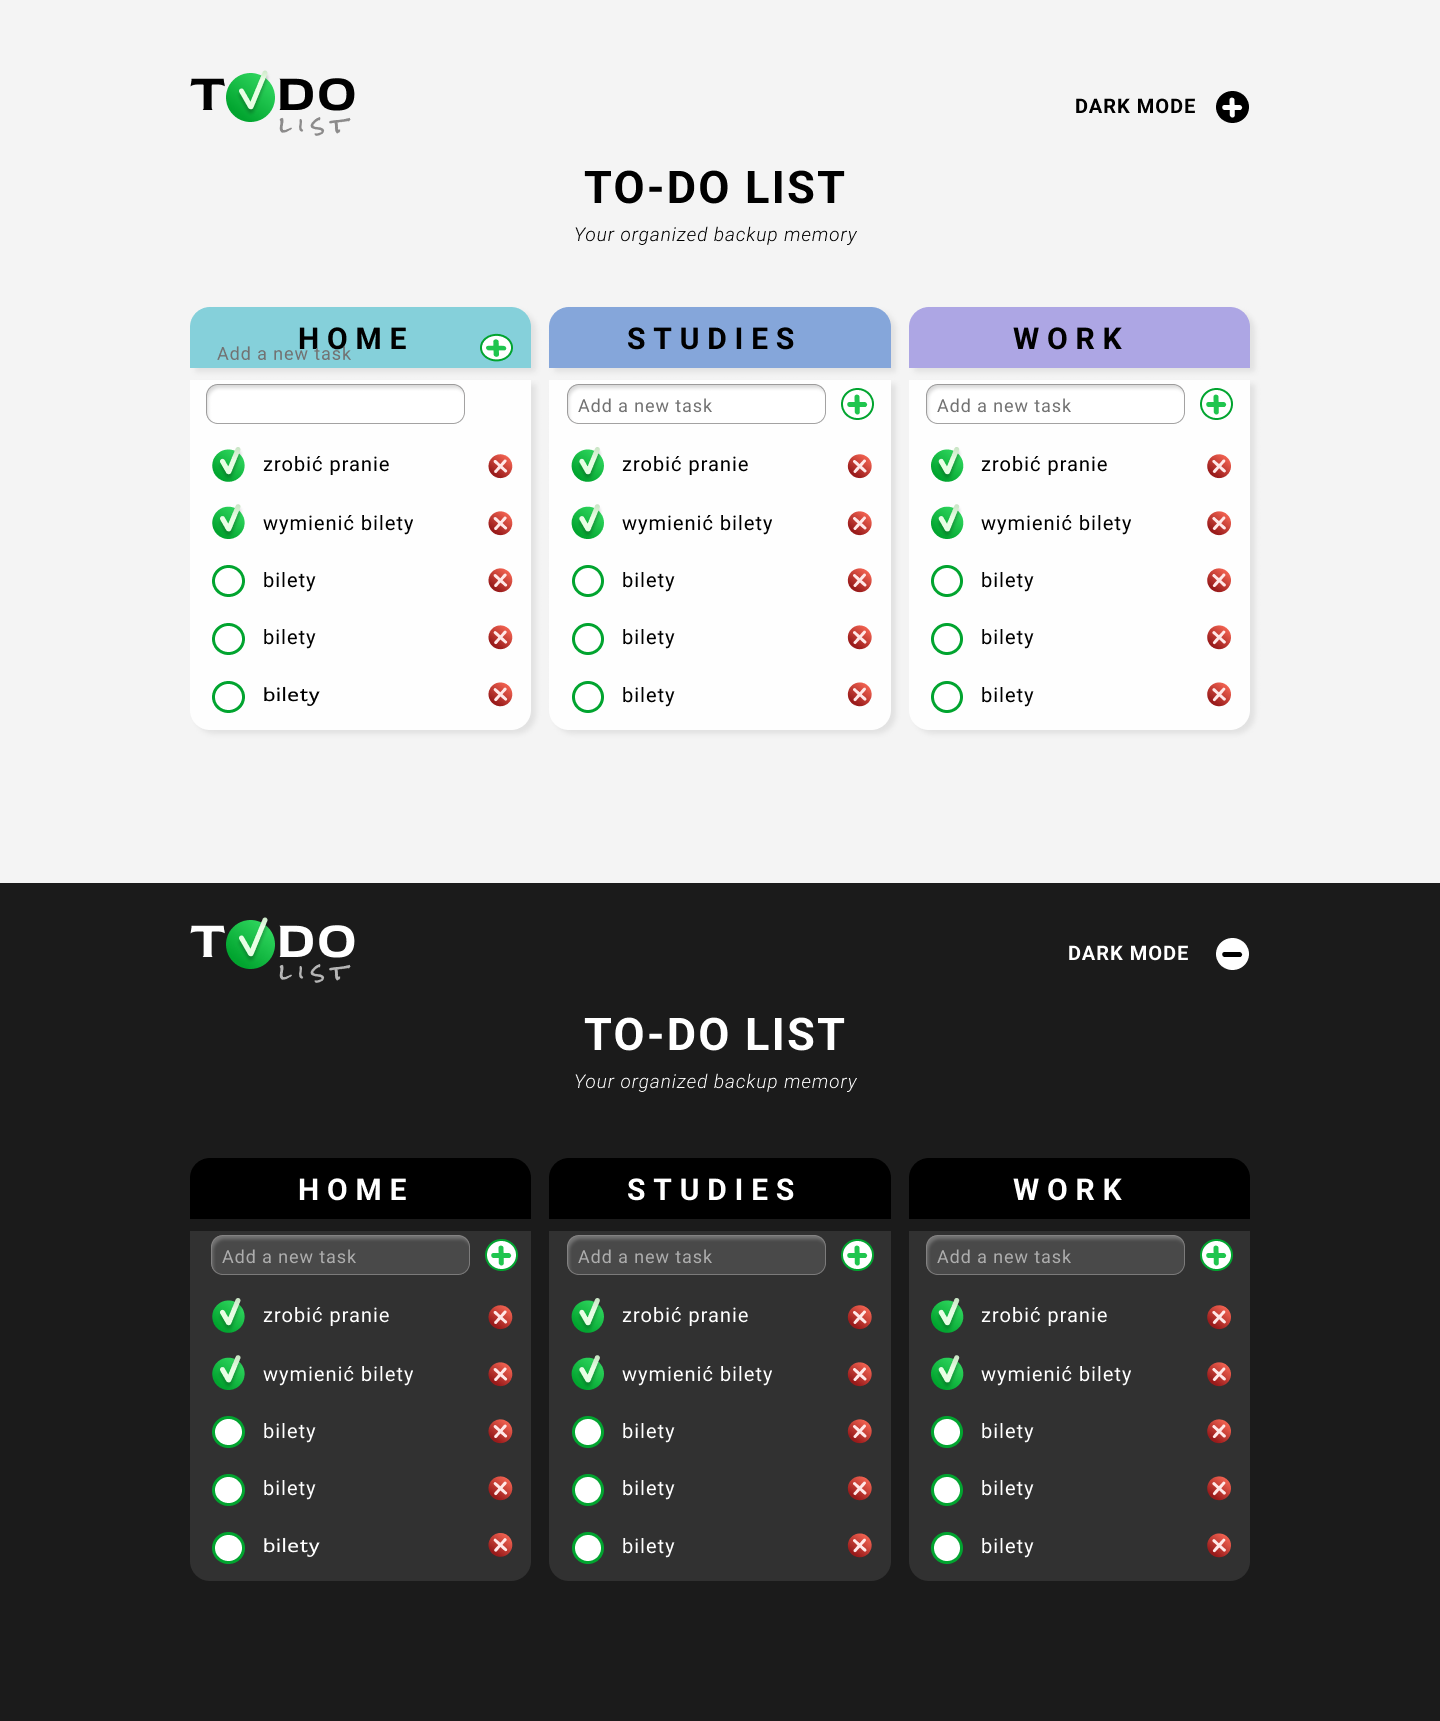 TODO
LIST
DARK MODE
TO-DO LIST
Your organized backup memory
HOME
Add a new task
zrobić pranie
wymienić bilety
bilety
bilety
bilety
STUDIES
Add a new task
zrobić pranie
wymienić bilety
bilety
bilety
bilety
WORK
Add a new task
zrobić pranie
wymienić bilety
bilety
bilety
bilety
TODO
LIST
DARK MODE
TO-DO LIST
Your organized backup memory
HOME
Add a new task
zrobić pranie
wymienić bilety
bilety
bilety
bilety
STUDIES
Add a new task
zrobić pranie
wymienić bilety
bilety
bilety
bilety
WORK
Add a new task
zrobić pranie
wymienić bilety
bilety
bilety
bilety